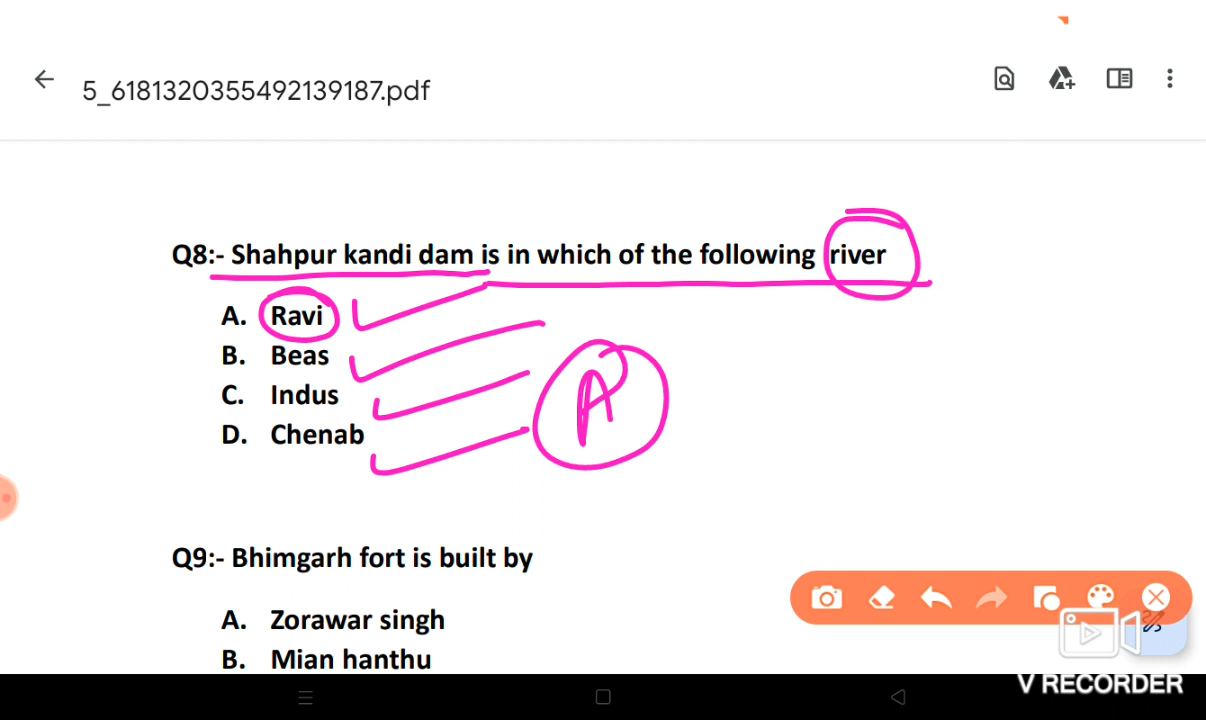 5_6181320355492139187.pdf
Q8:- Shahpur kandi dam is in which of the following river
A. Ravi
B. Beas
C. Indus
D. Chenab
A
Q9:- Bhimgarh fort is built by
A. Zorawar singh
B. Mian hanthu
V RECORDER